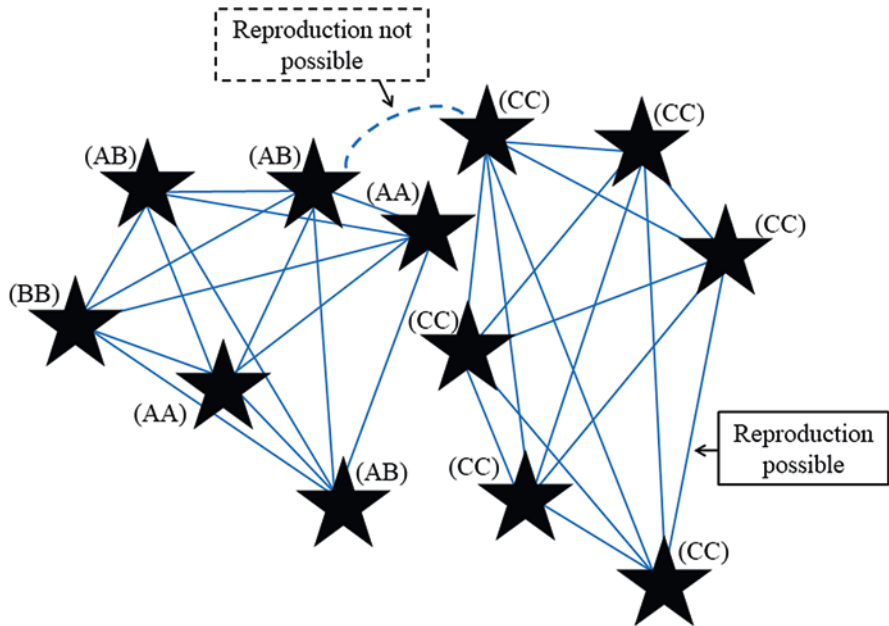 Reproduction not
possible
(CC)
(CC)
(AB)
(AB)
(AA)
(CC)
(BB)
(CC)
(AA)
Reproduction
possible
(CC)
(AB)
(CC)